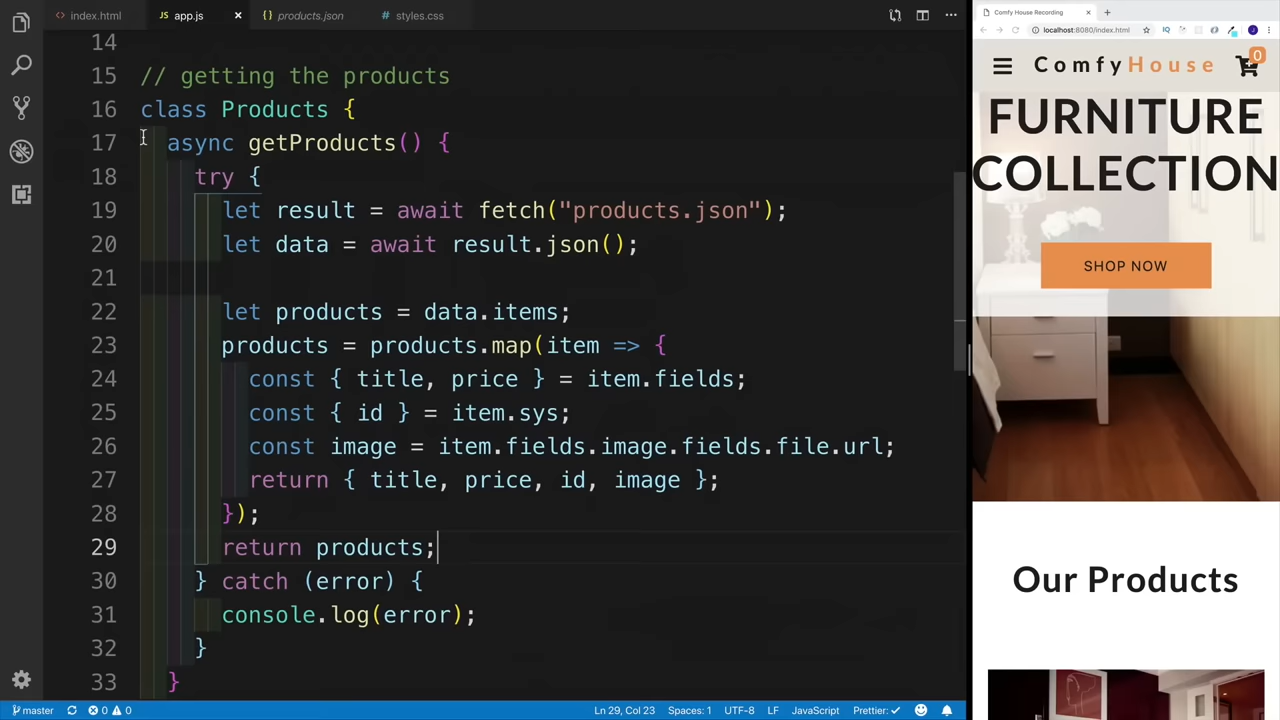 index.html
app.js
products.json
styles.css
14
15 // getting the products
16 class Products {
17 async getProducts() {
18 try {
19 let result = await fetch("products.json");
20 let data = await result.json();
21
22 let products = data.items;
23 products = products.map(item => {
24 const { title, price } = item.fields;
25 const { id } = item.sys;
26 const image = item.fields.image.fields.file.url;
27 return { title, price, id, image };
28 });
29 return products;
30 } catch (error) {
31 console.log(error);
32 }
33 }
master 0 0 Ln 29, Col 23 Spaces: 1 UTF-8 LF JavaScript Prettier: ✓
Comfy House Recording
localhost:8080/index.html
ComfyHouse 0
FURNITURE
COLLECTION
SHOP NOW
Our Products